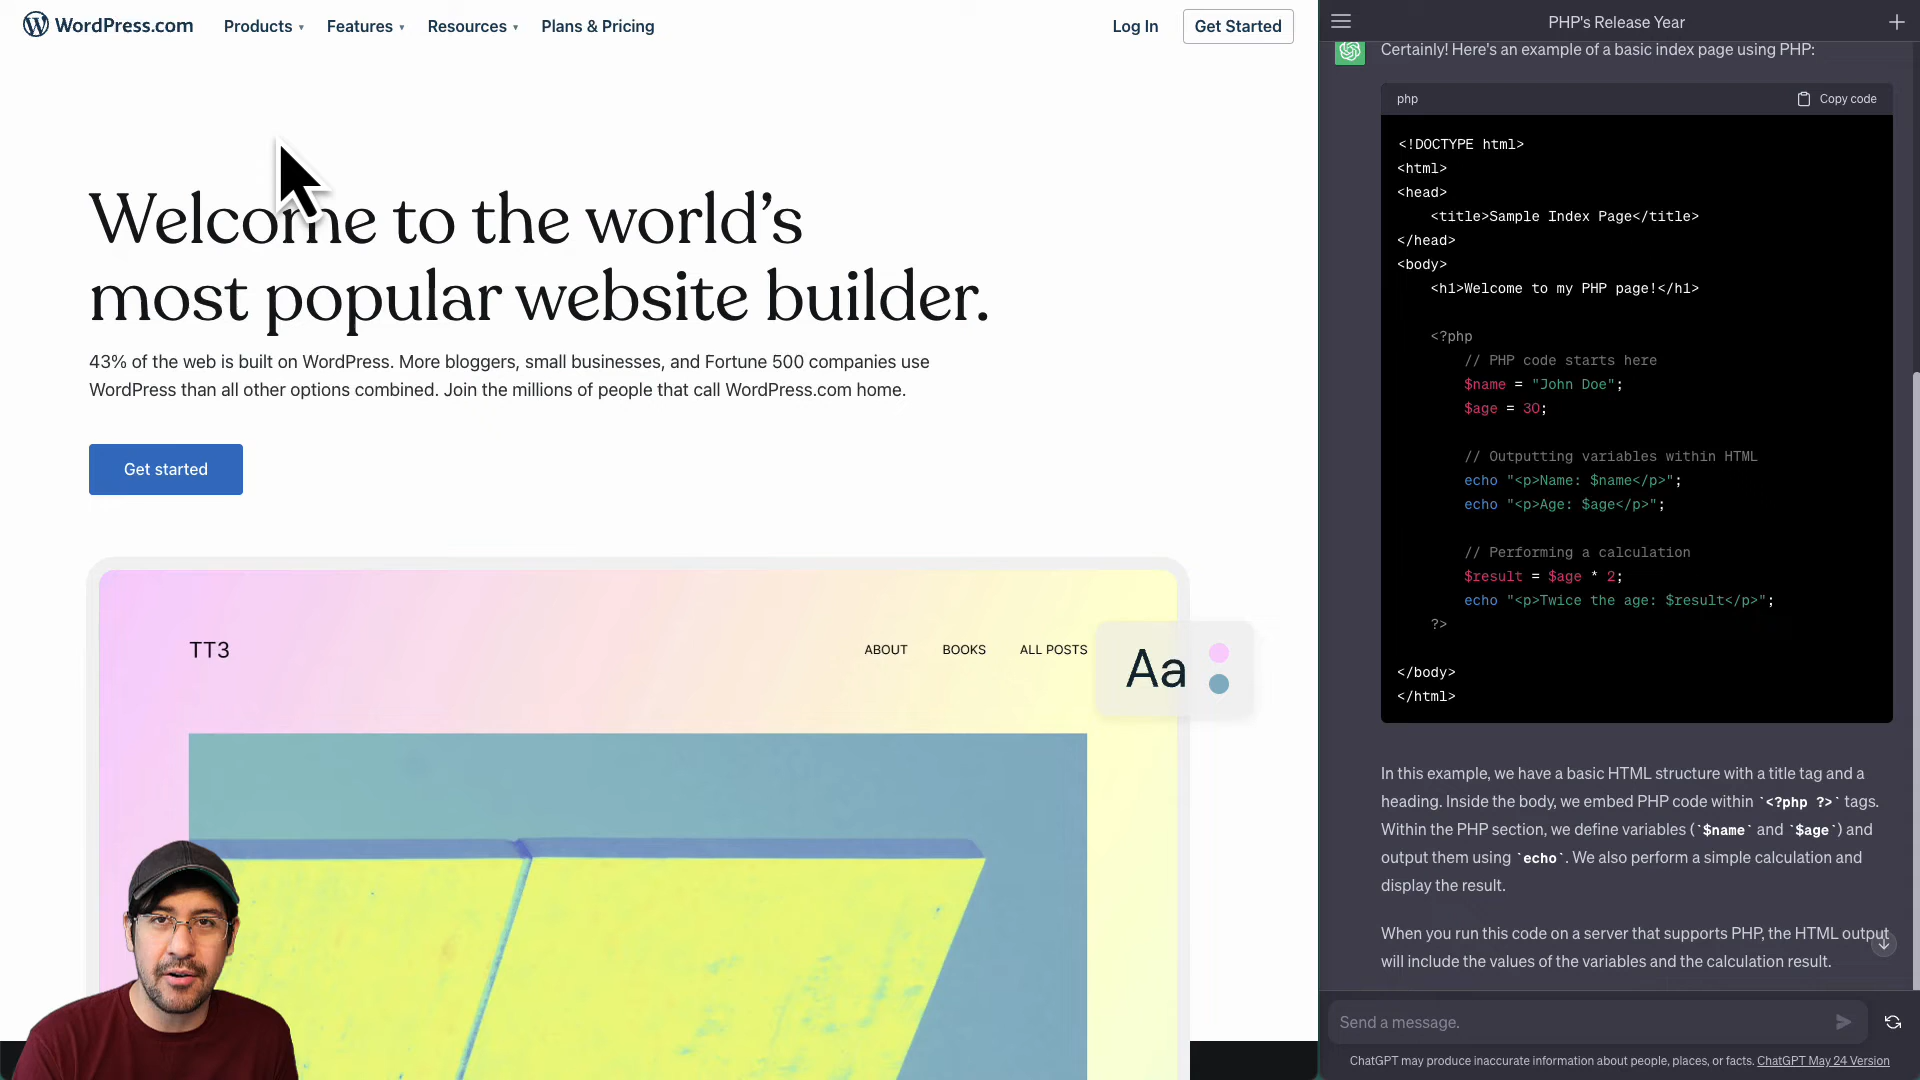 WordPress.com
Products
Features
Resources
Plans & Pricing
Log In
Get Started
Welcome to the world’s
most popular website builder.
43% of the web is built on WordPress. More bloggers, small businesses, and Fortune 500 companies use
WordPress than all other options combined. Join the millions of people that call WordPress.com home.
Get started
TT3
ABOUT
BOOKS
ALL POSTS
Aa
PHP's Release Year
Certainly! Here's an example of a basic index page using PHP:
php
Copy code
<!DOCTYPE html>
<html>
<head>
    <title>Sample Index Page</title>
</head>
<body>
    <h1>Welcome to my PHP page!</h1>
    <?php
        // PHP code starts here
        $name = "John Doe";
        $age = 30;
        // Outputting variables within HTML
        echo "<p>Name: $name</p>";
        echo "<p>Age: $age</p>";
        // Performing a calculation
        $result = $age * 2;
        echo "<p>Twice the age: $result</p>";
    ?>
</body>
</html>
In this example, we have a basic HTML structure with a title tag and a
heading. Inside the body, we embed PHP code within `<?php ?>` tags.
Within the PHP section, we define variables (`$name` and `$age`) and
output them using `echo`. We also perform a simple calculation and
display the result.
When you run this code on a server that supports PHP, the HTML output
will include the values of the variables and the calculation result.
Send a message.
ChatGPT may produce inaccurate information about people, places, or facts. ChatGPT May 24 Version